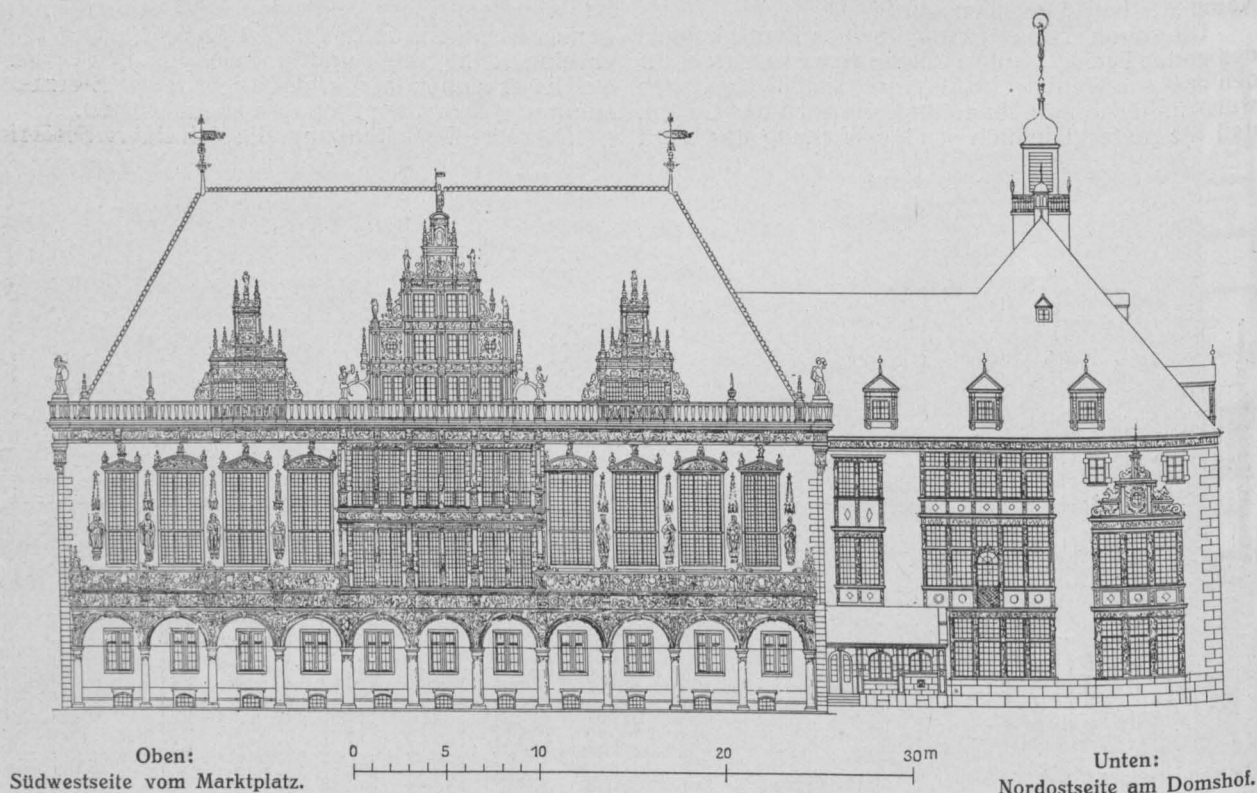 Oben:
Südwestseite vom Marktplatz.
0 5 10 20 30m
Unten:
Nordostseite am Domshof.